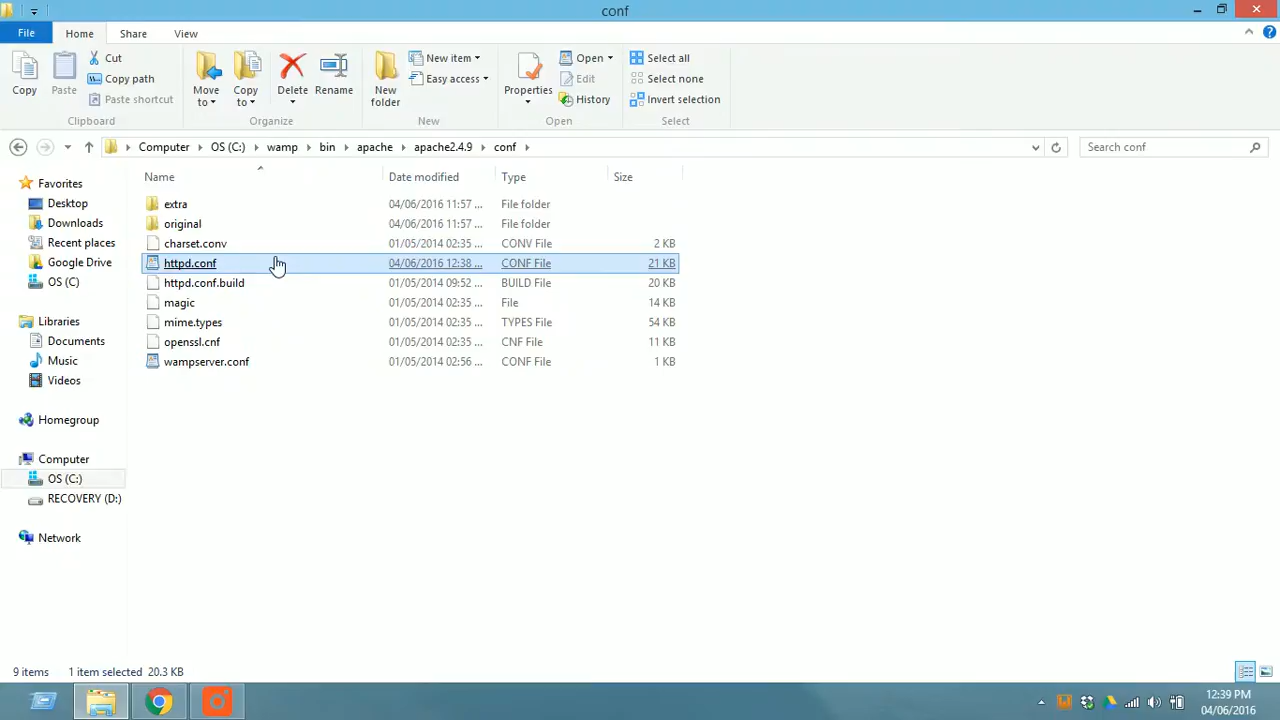 conf
File Home Share View
Copy Paste Cut Copy path Paste shortcut Move to Copy to Delete Rename New folder New item Easy access Properties Open Edit History Select all Select none Invert selection
Clipboard Organize New Open Select
Computer OS (C:) wamp bin apache apache2.4.9 conf Search conf
Name Date modified Type Size
Favorites
Desktop
Downloads
Recent places
Google Drive
OS (C:)
Libraries
Documents
Music
Videos
Homegroup
Computer
OS (C:)
RECOVERY (D:)
Network
extra 04/06/2016 11:57 ... File folder
original 04/06/2016 11:57 ... File folder
charset.conv 01/05/2014 02:35 ... CONV File 2 KB
httpd.conf 04/06/2016 12:38 ... CONF File 21 KB
httpd.conf.build 01/05/2014 09:52 ... BUILD File 20 KB
magic 01/05/2014 02:35 ... File 14 KB
mime.types 01/05/2014 02:35 ... TYPES File 54 KB
openssl.cnf 01/05/2014 02:35 ... CNF File 11 KB
wampserver.conf 01/05/2014 02:56 ... CONF File 1 KB
9 items 1 item selected 20.3 KB
12:39 PM
04/06/2016